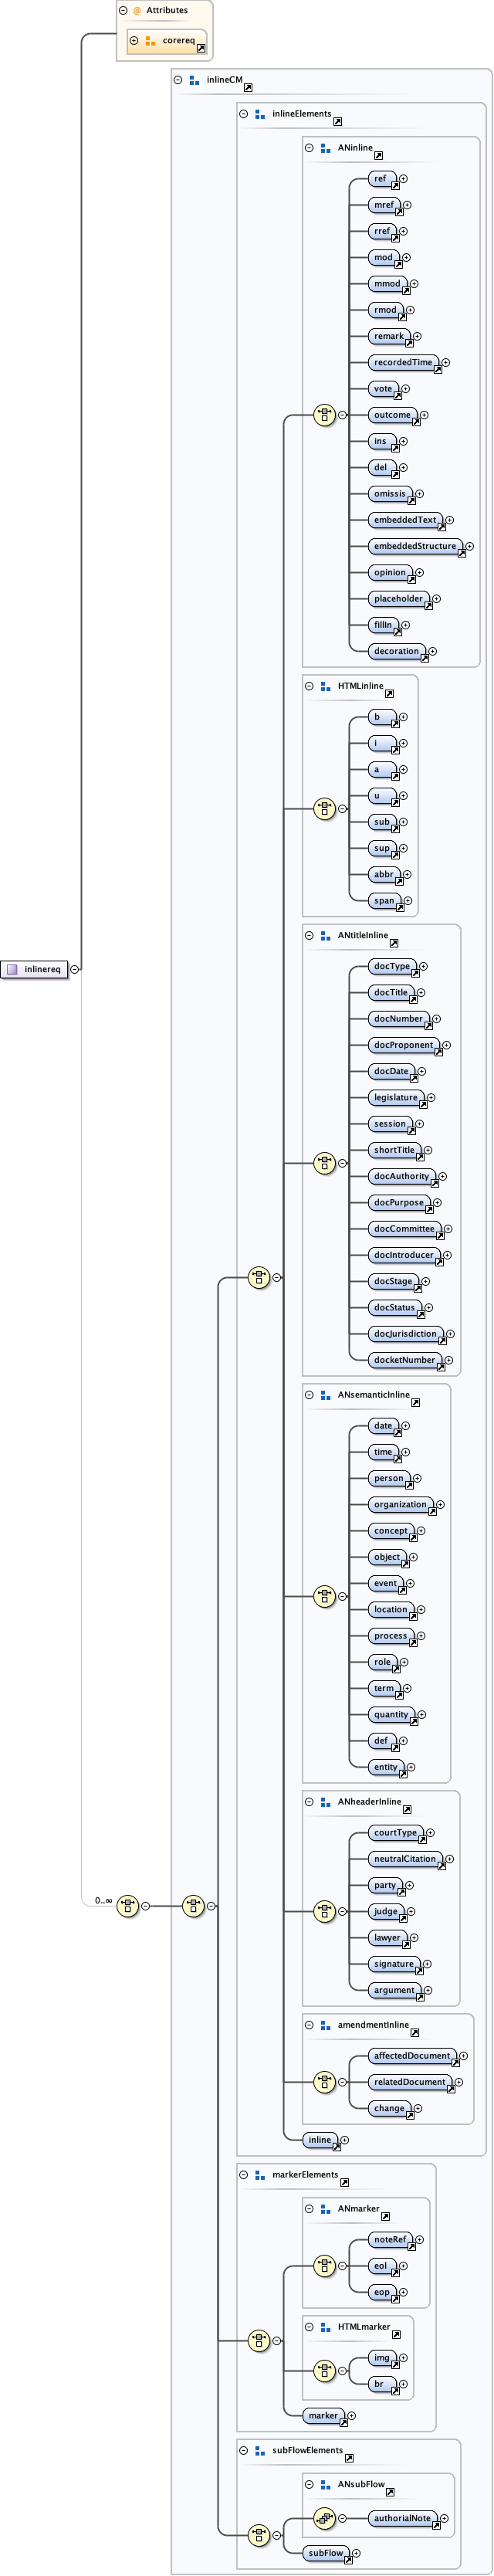 @ Attributes
corereq
inlineCM
inlineElements
ANinline
ref
mref
rref
mod
mmod
rmod
remark
recordedTime
vote
outcome
ins
del
omissis
embeddedText
embeddedStructure
opinion
placeholder
fillIn
decoration
HTMLinline
b
i
a
u
sub
sup
abbr
span
ANtitleInline
inlinereq
docType
docTitle
docNumber
docProponent
docDate
legislature
session
shortTitle
docAuthority
docPurpose
docCommittee
docIntroducer
docStage
docStatus
docJurisdiction
docketNumber
ANsemanticInline
date
time
person
organization
concept
object
event
location
process
role
term
quantity
def
entity
ANheaderInline
courtType
neutralCitation
party
0..∞
judge
lawyer
signature
argument
amendmentInline
affectedDocument
relatedDocument
change
inline
markerElements
ANmarker
noteRef
eol
eop
HTMLmarker
img
br
marker
subFlowElements
ANsubFlow
authorialNote
subFlow